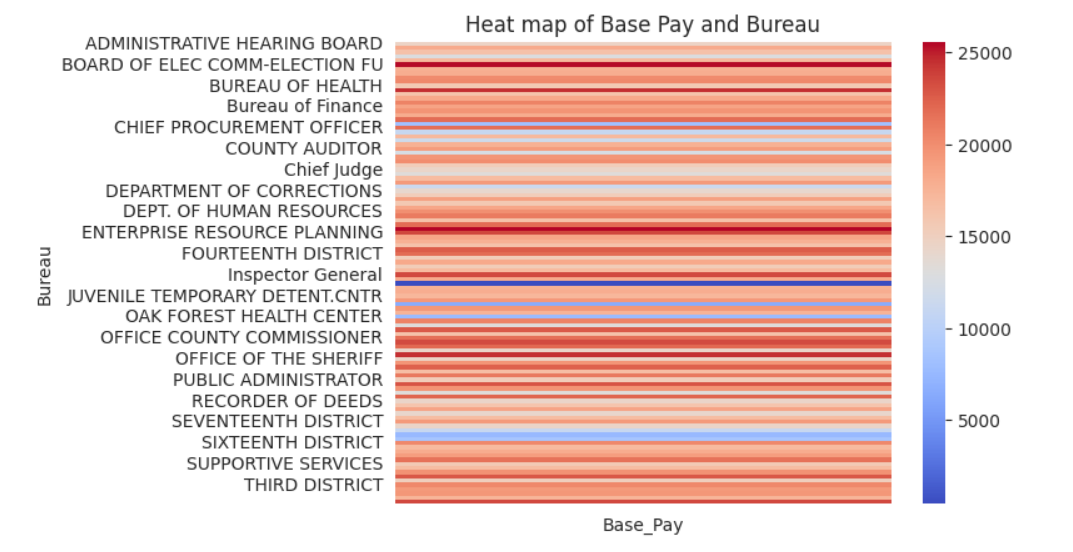 Heat map of Base Pay and Bureau
ADMINISTRATIVE HEARING BOARD
BOARD OF ELEC COMM-ELECTION FU
BUREAU OF HEALTH
Bureau of Finance
CHIEF PROCUREMENT OFFICER
COUNTY AUDITOR
Chief Judge
DEPARTMENT OF CORRECTIONS
DEPT. OF HUMAN RESOURCES
ENTERPRISE RESOURCE PLANNING
FOURTEENTH DISTRICT
Inspector General
JUVENILE TEMPORARY DETENT.CNTR
OAK FOREST HEALTH CENTER
OFFICE COUNTY COMMISSIONER
OFFICE OF THE SHERIFF
PUBLIC ADMINISTRATOR
RECORDER OF DEEDS
SEVENTEENTH DISTRICT
SIXTEENTH DISTRICT
SUPPORTIVE SERVICES
THIRD DISTRICT
Bureau
Base_Pay
25000
20000
15000
10000
5000